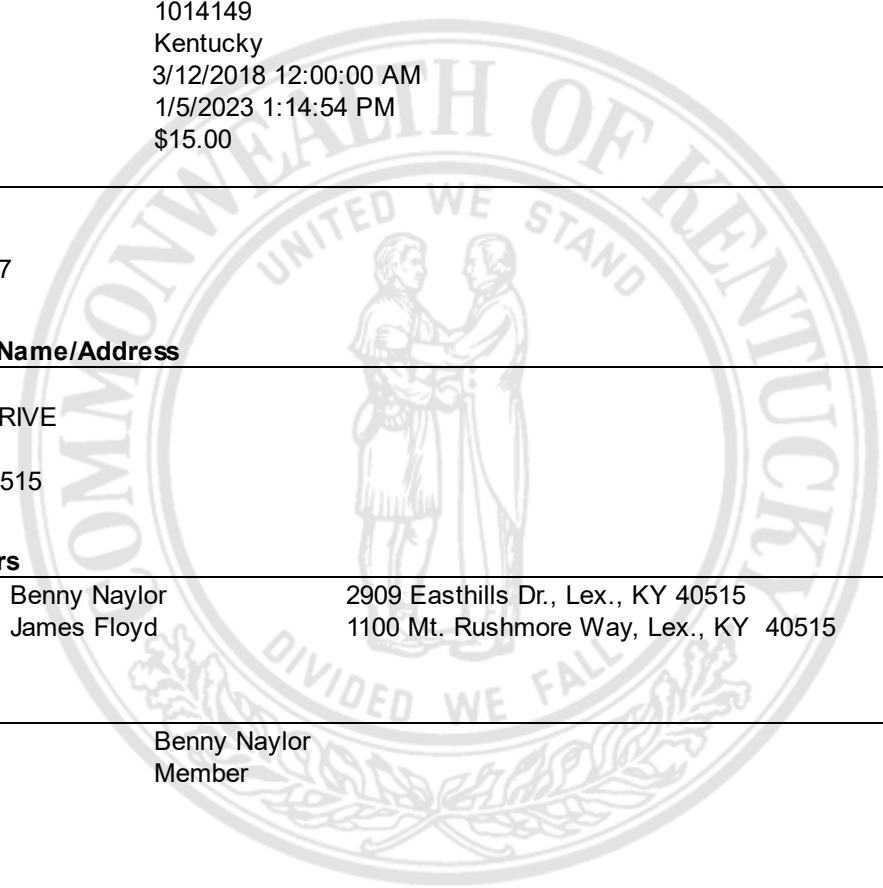 1014149
Kentucky
3/12/2018 12:00:00 AM
1/5/2023 1:14:54 PM
$15.00
7
Name/Address
RIVE
515
rs
Benny Naylor 2909 Easthills Dr., Lex., KY 40515
James Floyd 1100 Mt. Rushmore Way, Lex., KY 40515
Benny Naylor
Member
COMMONWEALTH OF KENTUCKY
UNITED WE STAND
DIVIDED WE FALL